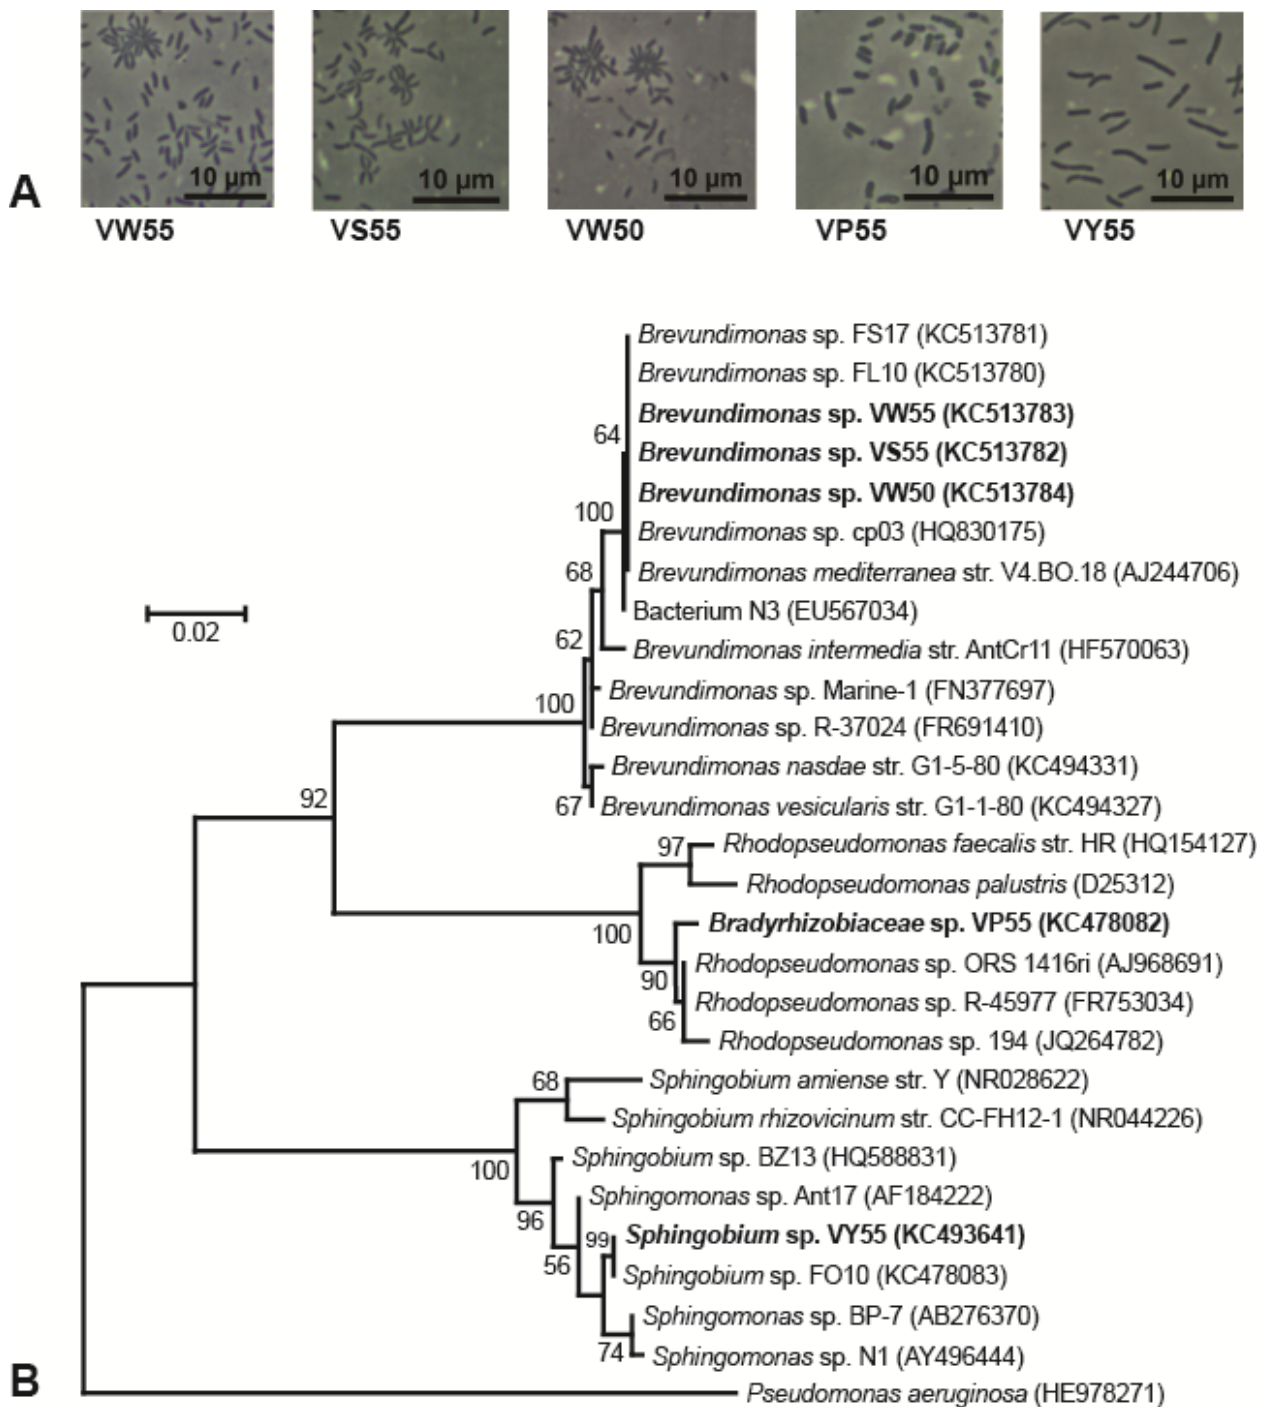 10 µm
10 µm
10 µm
10 µm
10 µm
A
VW55
VS55
VW50
VP55
VY55
Brevundimonas sp. FS17 (KC513781)
Brevundimonas sp. FL10 (KC513780)
Brevundimonas sp. VW55 (KC513783)
64
Brevundimonas sp. VS55 (KC513782)
Brevundimonas sp. VW50 (KC513784)
100
Brevundimonas sp. cp03 (HQ830175)
68
Brevundimonas mediterranea str. V4.BO.18 (AJ244706)
Bacterium N3 (EU567034)
0.02
62
Brevundimonas intermedia str. AntCr11 (HF570063)
Brevundimonas sp. Marine-1 (FN377697)
100
Brevundimonas sp. R-37024 (FR691410)
Brevundimonas nasdae str. G1-5-80 (KC494331)
92
67
Brevundimonas vesicularis str. G1-1-80 (KC494327)
97
Rhodopseudomonas faecalis str. HR (HQ154127)
Rhodopseudomonas palustris (D25312)
Bradyrhizobiaceae sp. VP55 (KC478082)
100
Rhodopseudomonas sp. ORS 1416ri (AJ968691)
90
Rhodopseudomonas sp. R-45977 (FR753034)
66
Rhodopseudomonas sp. 194 (JQ264782)
68
Sphingobium amiense str. Y (NR028622)
Sphingobium rhizovicinum str. CC-FH12-1 (NR044226)
Sphingobium sp. BZ13 (HQ588831)
100
Sphingomonas sp. Ant17 (AF184222)
96
99
Sphingobium sp. VY55 (KC493641)
56
Sphingobium sp. FO10 (KC478083)
Sphingomonas sp. BP-7 (AB276370)
74
Sphingomonas sp. N1 (AY496444)
B
Pseudomonas aeruginosa (HE978271)